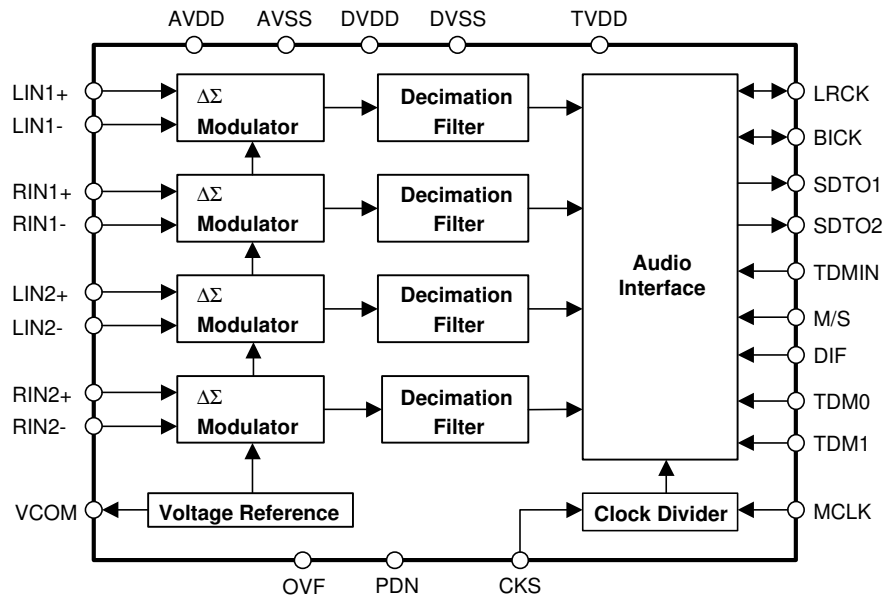 AVDD AVSS DVDD DVSS TVDD
LIN1+
LIN1-
ΔΣ
Modulator
Decimation
Filter
LRCK
BICK
RIN1+
RIN1-
ΔΣ
Modulator
Decimation
Filter
SDTO1
SDTO2
Audio
Interface
TDMIN
LIN2+
LIN2-
ΔΣ
Modulator
Decimation
Filter
M/S
DIF
RIN2+
RIN2-
ΔΣ
Modulator
Decimation
Filter
TDM0
TDM1
VCOM
Voltage Reference
Clock Divider
MCLK
OVF PDN CKS